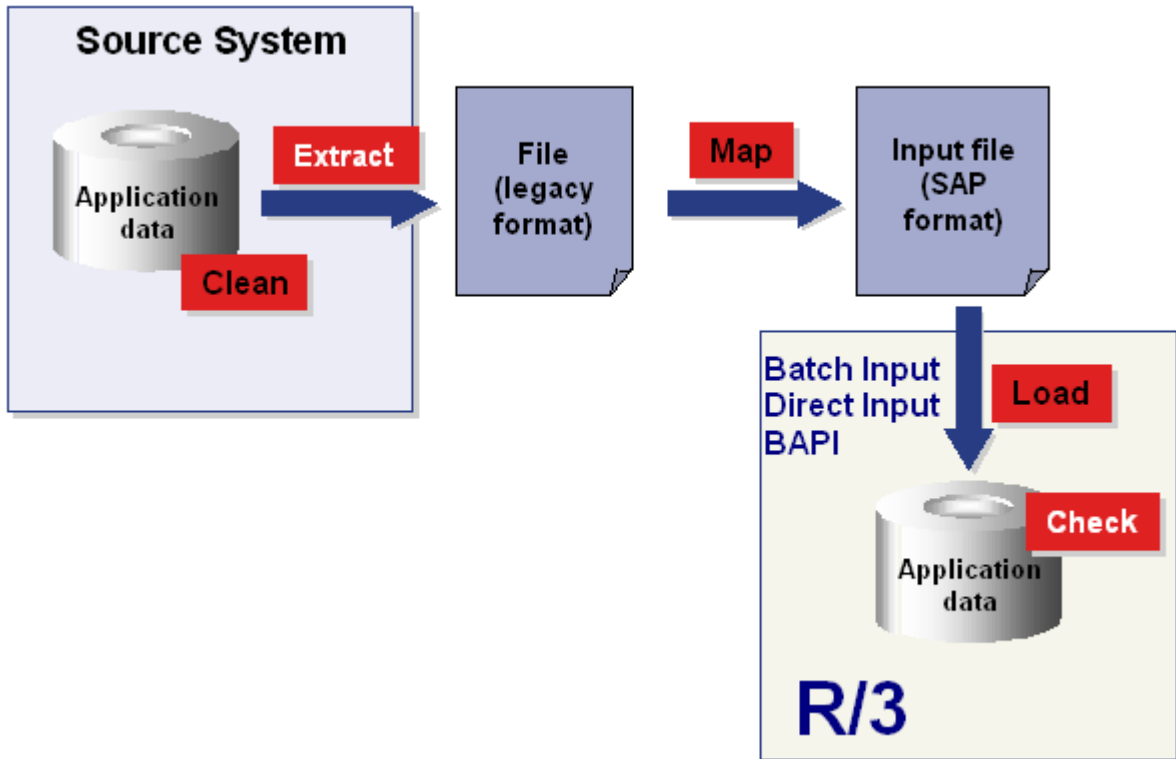 Source System
Application
data
Clean
Extract
File
(legacy
format)
Map
Input file
(SAP
format)
Batch Input
Direct Input
BAPI
Load
Check
Application
data
R/3